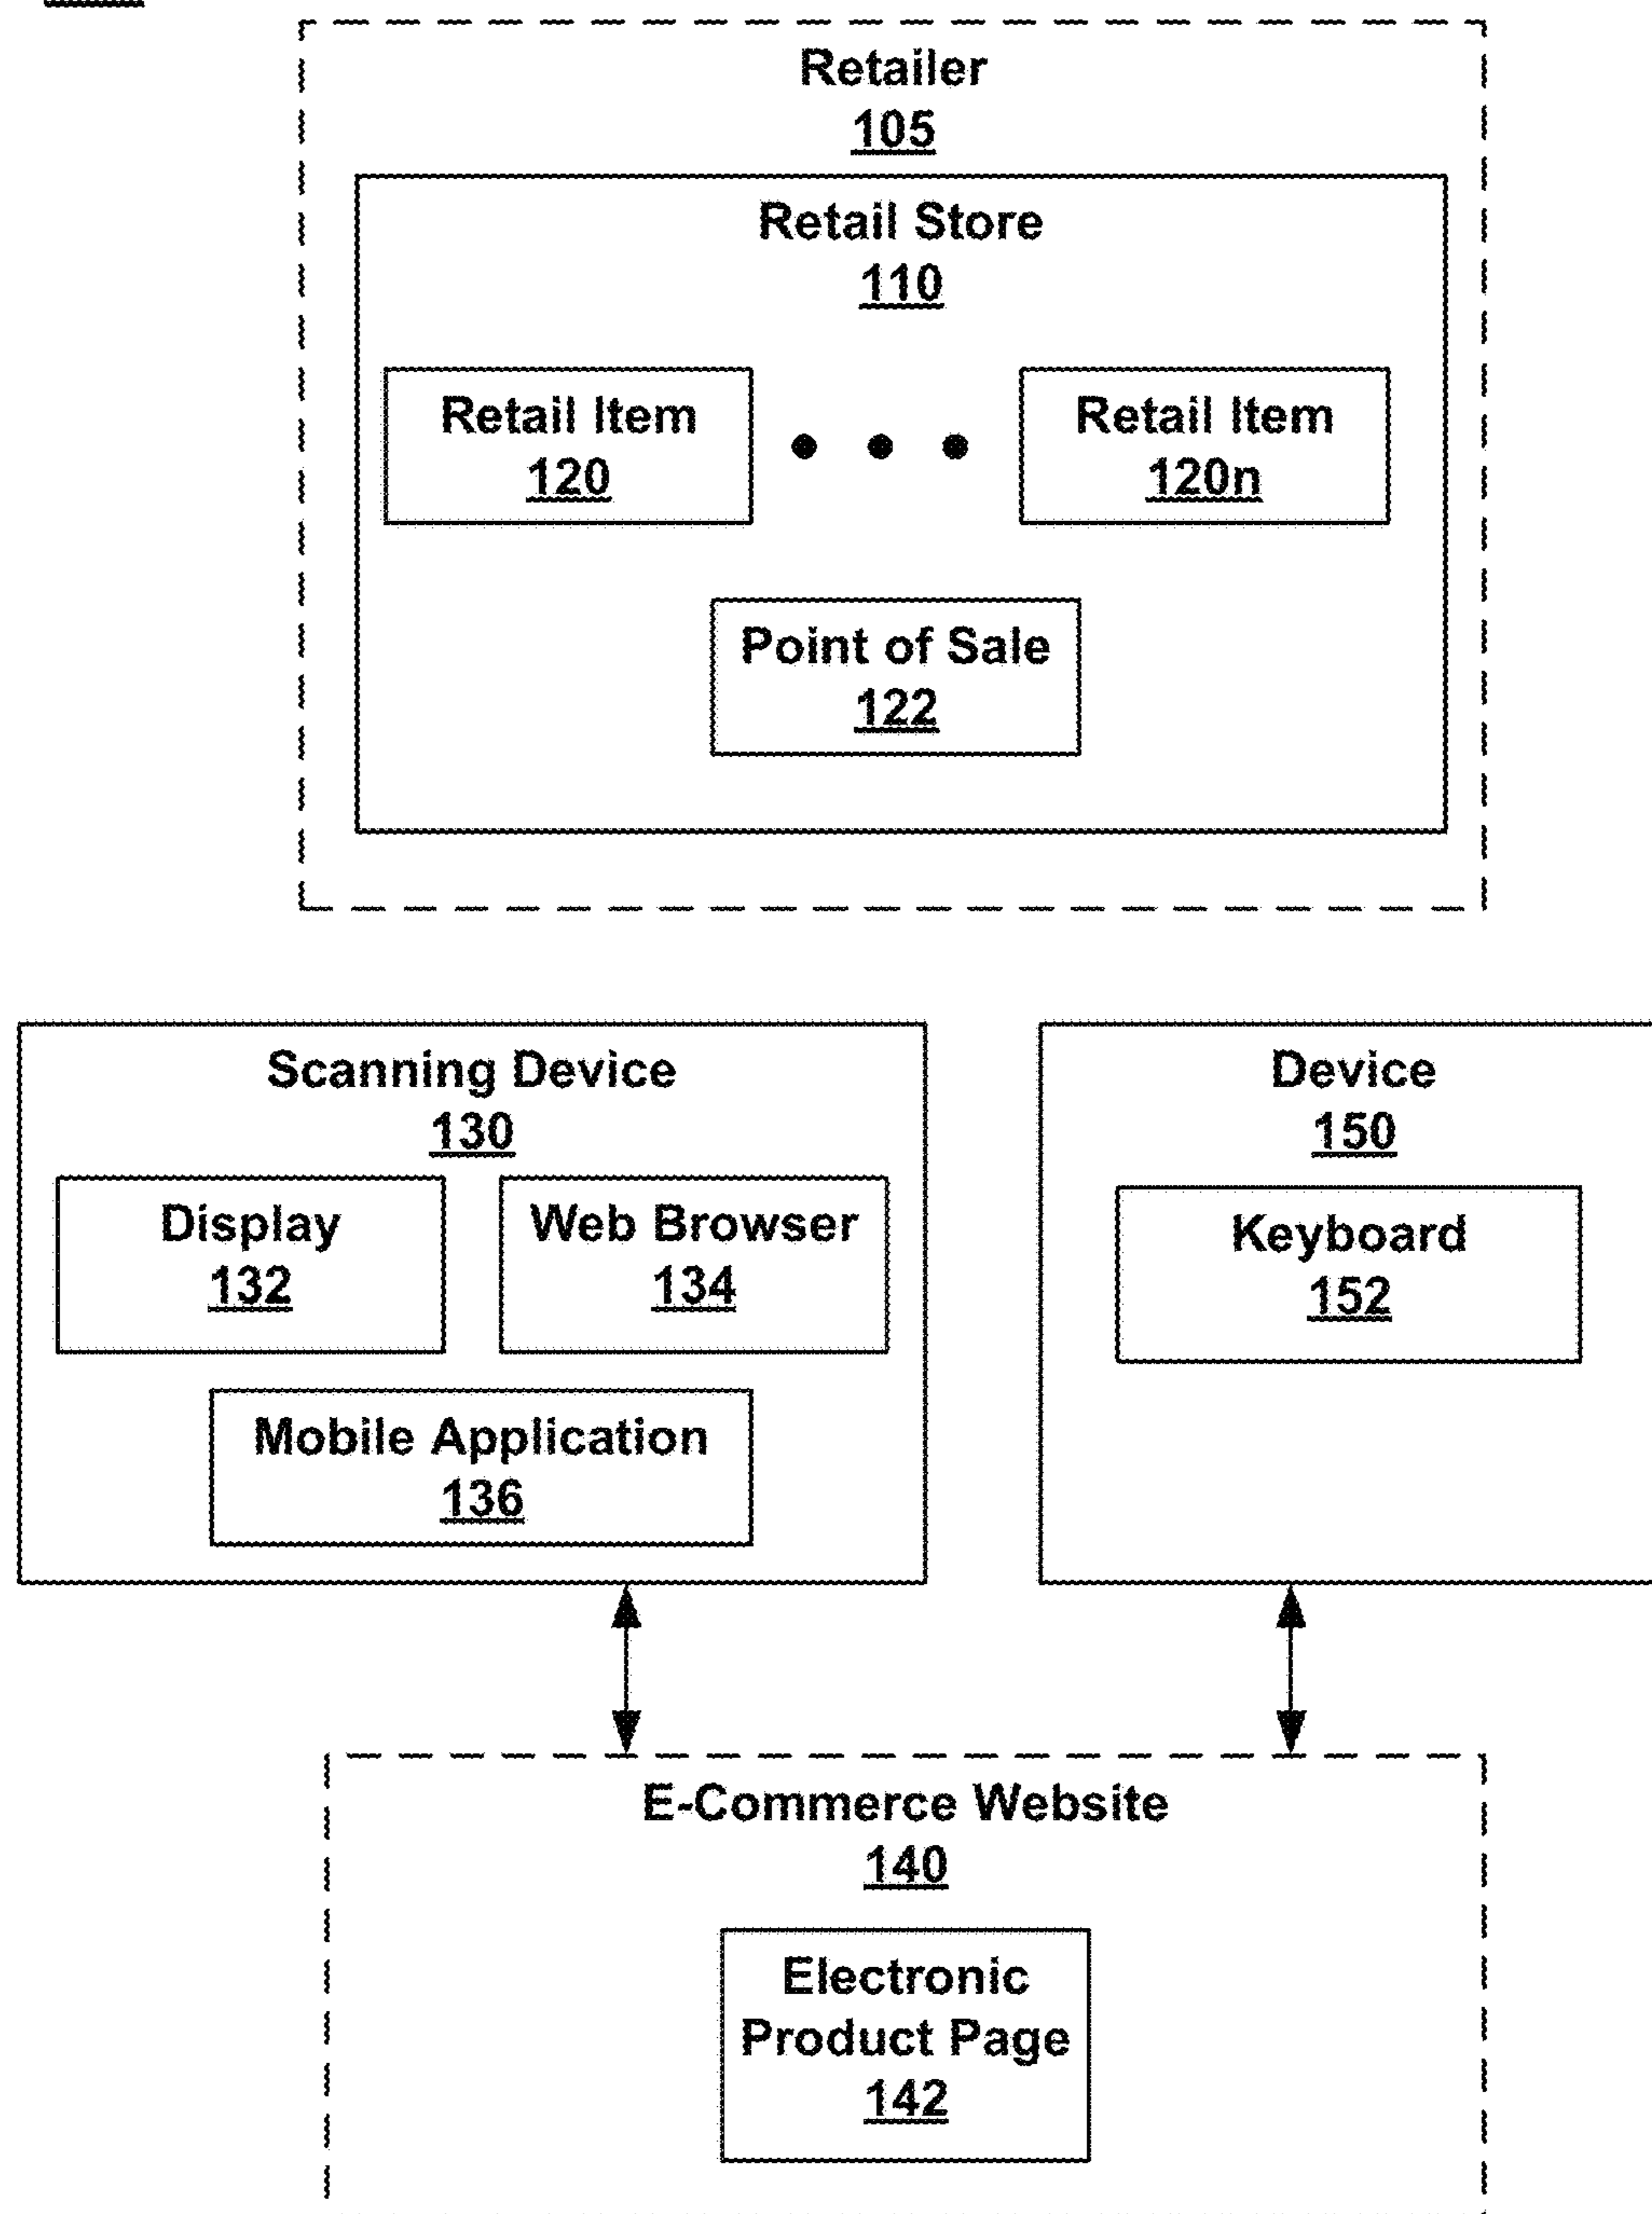 Retailer
105
Retail Store
110
Retail Item
120
Retail Item
120n
Point of Sale
122
Scanning Device
130
Display
132
Web Browser
134
Mobile Application
136
Device
150
Keyboard
152
E-Commerce Website
140
Electronic
Product Page
142